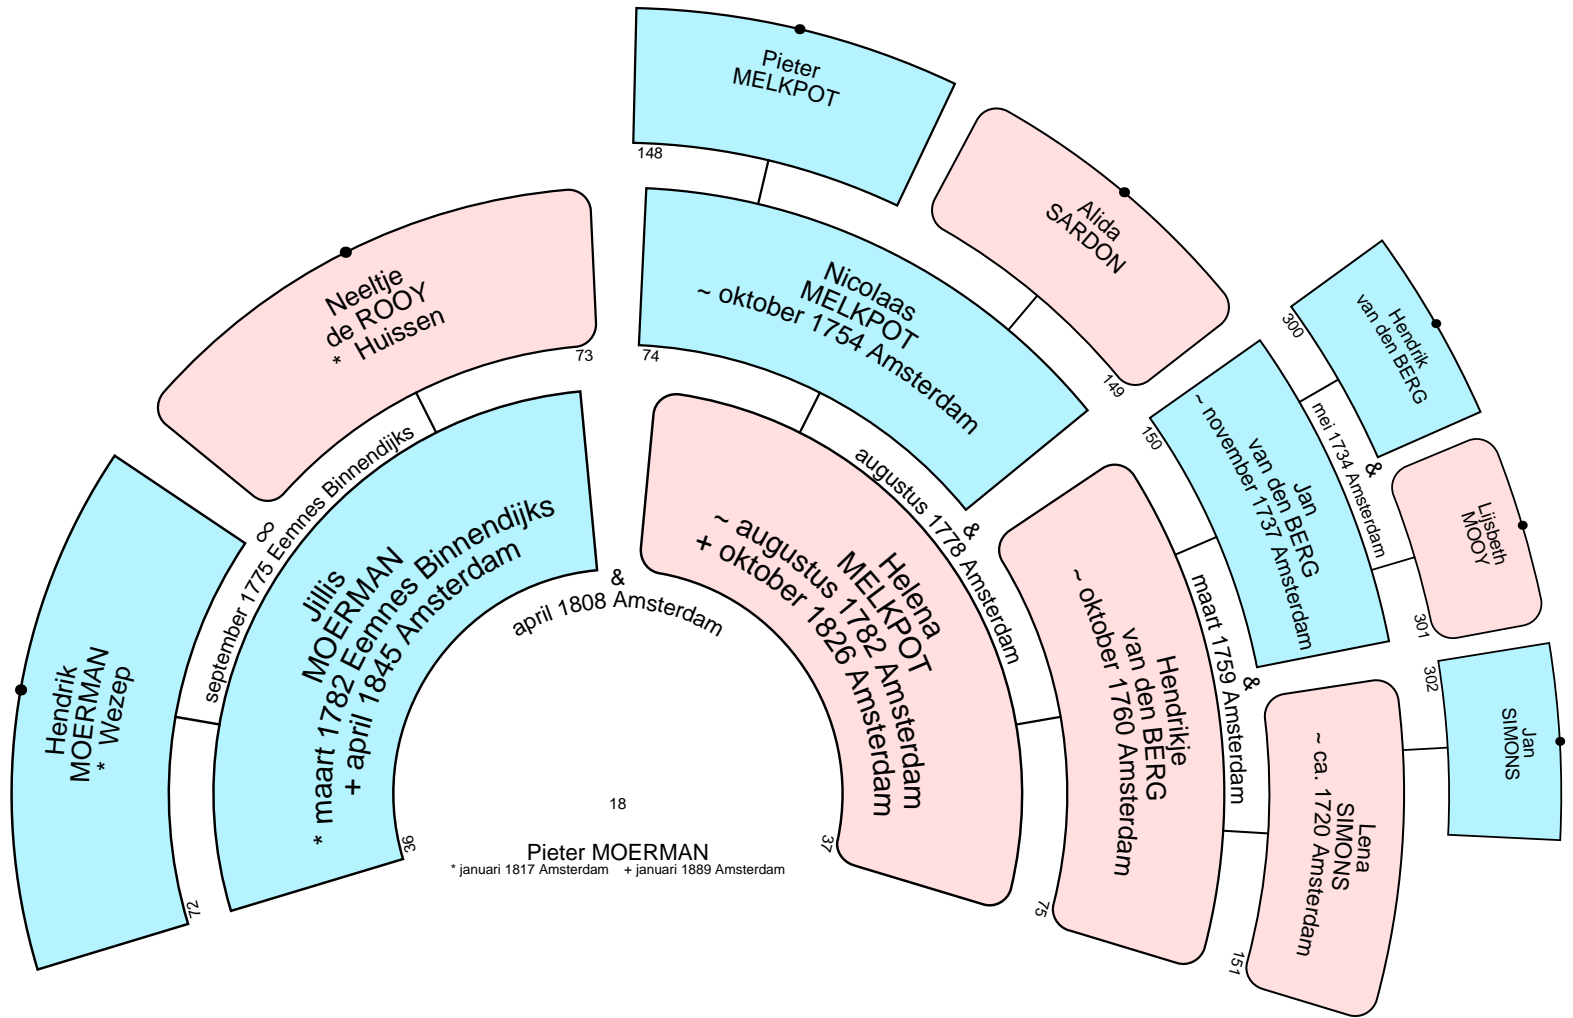 Pieter
MELKPOT
148
Alida
SARDON
149
Hendrik
van den BERG
300
mei 1734 Amsterdam
&
Lijsbeth
MOOY
301
Jan
SIMONS
302
Neeltje
de ROOY
* Huissen
73
Nicolaas
MELKPOT
~ oktober 1754 Amsterdam
74
Jan
van den BERG
~ november 1737 Amsterdam
150
Lena
SIMONS
~ ca. 1720 Amsterdam
151
Hendrik
MOERMAN
* Wezep
72
∞
september 1775 Eemnes Binnendijks
&
augustus 1778 Amsterdam
&
maart 1759 Amsterdam
Hendrikje
van den BERG
~ oktober 1760 Amsterdam
75
Jillis
MOERMAN
* maart 1782 Eemnes Binnendijks
+ april 1845 Amsterdam
36
&
april 1808 Amsterdam
Helena
MELKPOT
~ augustus 1782 Amsterdam
+ oktober 1826 Amsterdam
37
18
Pieter MOERMAN
* januari 1817 Amsterdam + januari 1889 Amsterdam